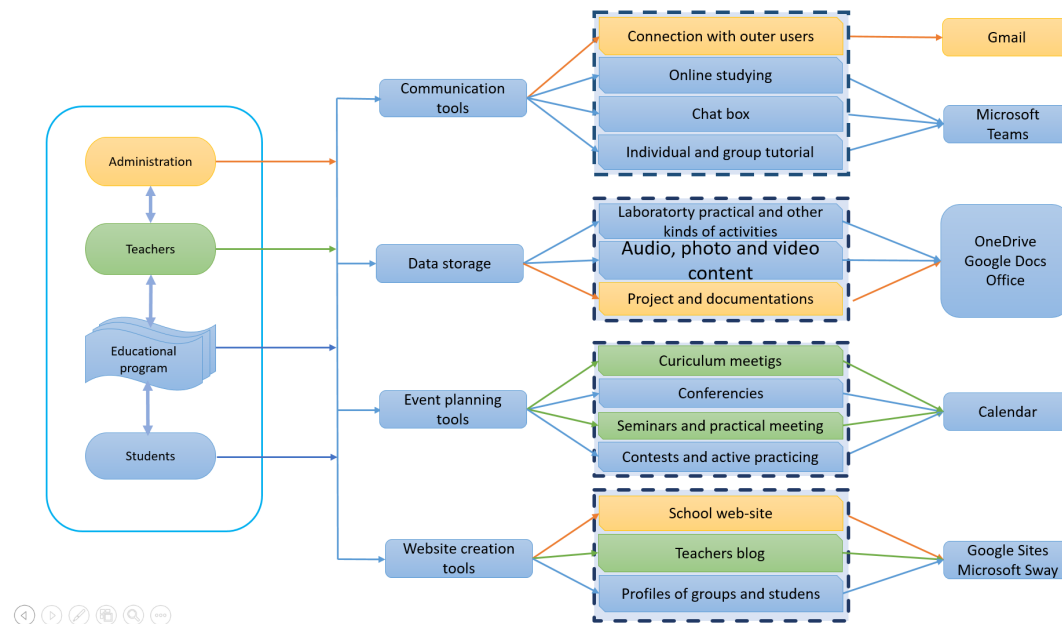 Administration
Teachers
Educational
program
Students
Communication
tools
Data storage
Event planning
tools
Website creation
tools
Connection with outer users
Online studying
Chat box
Individual and group tutorial
Laboratorty practical and other
kinds of activities
Audio, photo and video
content
Project and documentations
Curiculum meetigs
Conferencies
Seminars and practical meeting
Contests and active practicing
School web-site
Teachers blog
Profiles of groups and studens
Gmail
Microsoft
Teams
OneDrive
Google Docs
Office
Calendar
Google Sites
Microsoft Sway